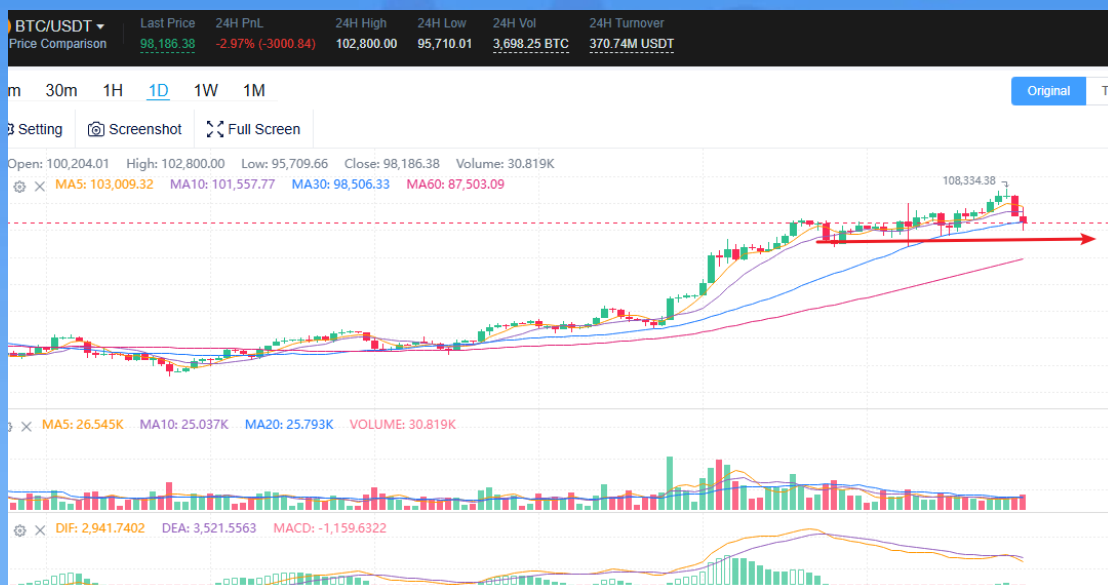 BTC/USDT
Price Comparison
Last Price
98,186.38
24H PnL
-2.97% (-3000.84)
24H High
102,800.00
24H Low
95,710.01
24H Vol
3,698.25 BTC
24H Turnover
370.74M USDT
m 30m 1H 1D 1W 1M
Original T
Setting Screenshot Full Screen
Open: 100,204.01 High: 102,800.00 Low: 95,709.66 Close: 98,186.38 Volume: 30.819K
MA5: 103,009.32 MA10: 101,557.77 MA30: 98,506.33 MA60: 87,503.09
108,334.38
MA5: 26.545K MA10: 25.037K MA20: 25.793K VOLUME: 30.819K
DIF: 2,941.7402 DEA: 3,521.5563 MACD: -1,159.6322